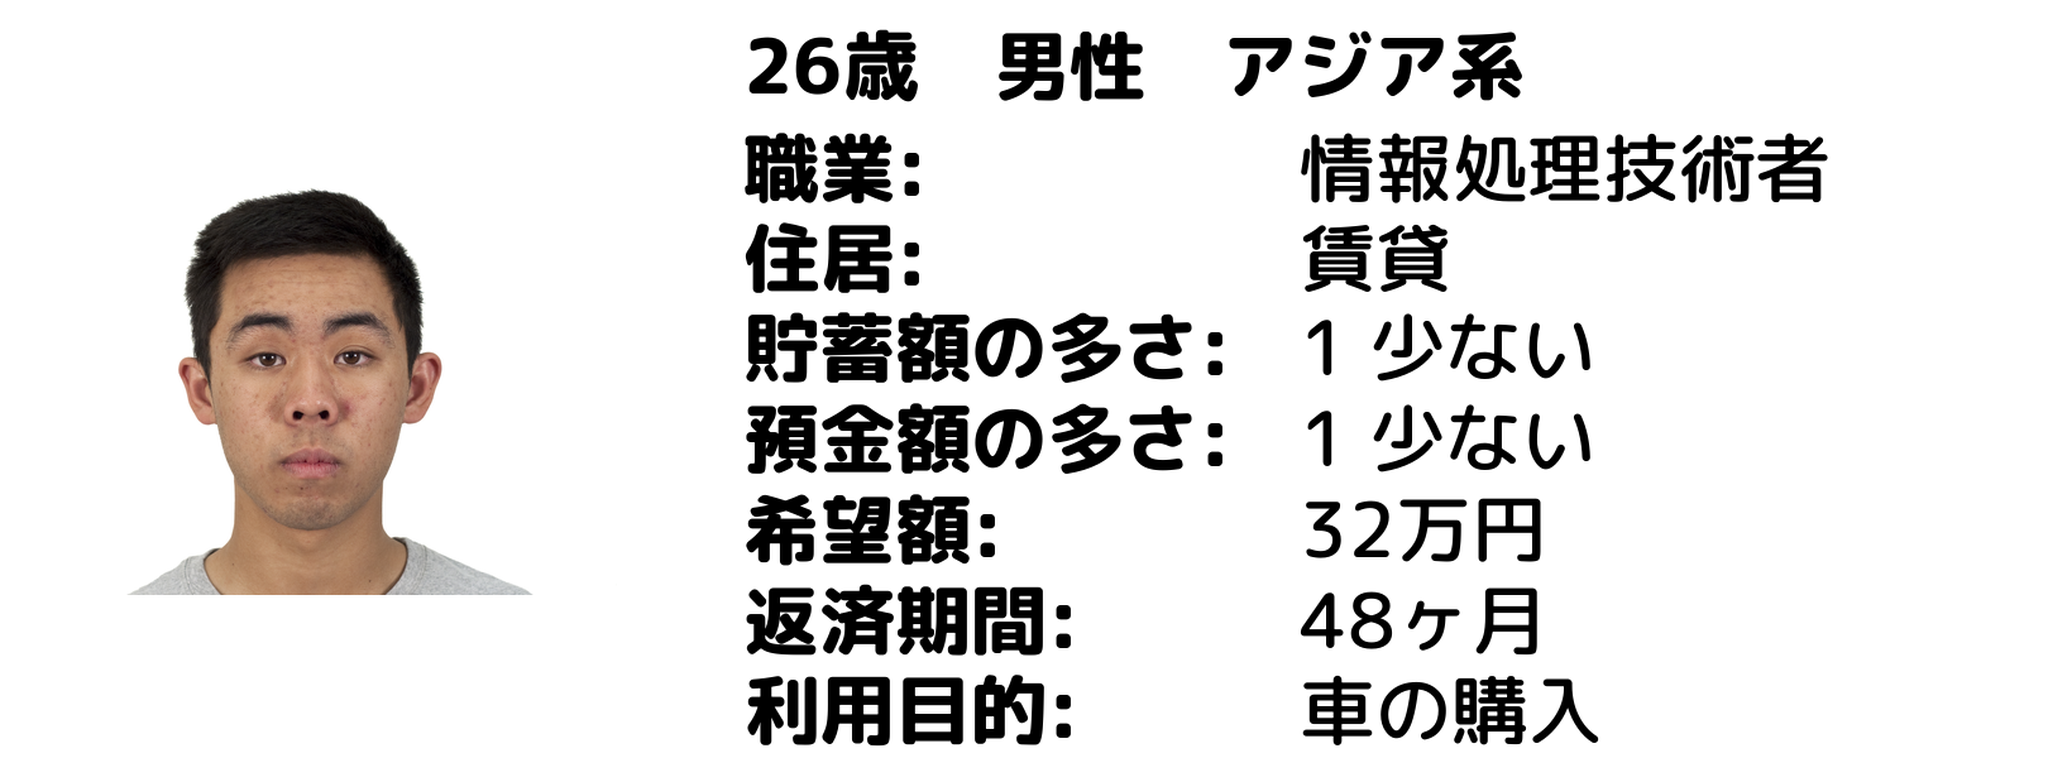 26歳　男性　アジア系
職業: 情報処理技術者
住居: 賃貸
貯蓄額の多さ: 1 少ない
預金額の多さ: 1 少ない
希望額: 32万円
返済期間: 48ヶ月
利用目的: 車の購入